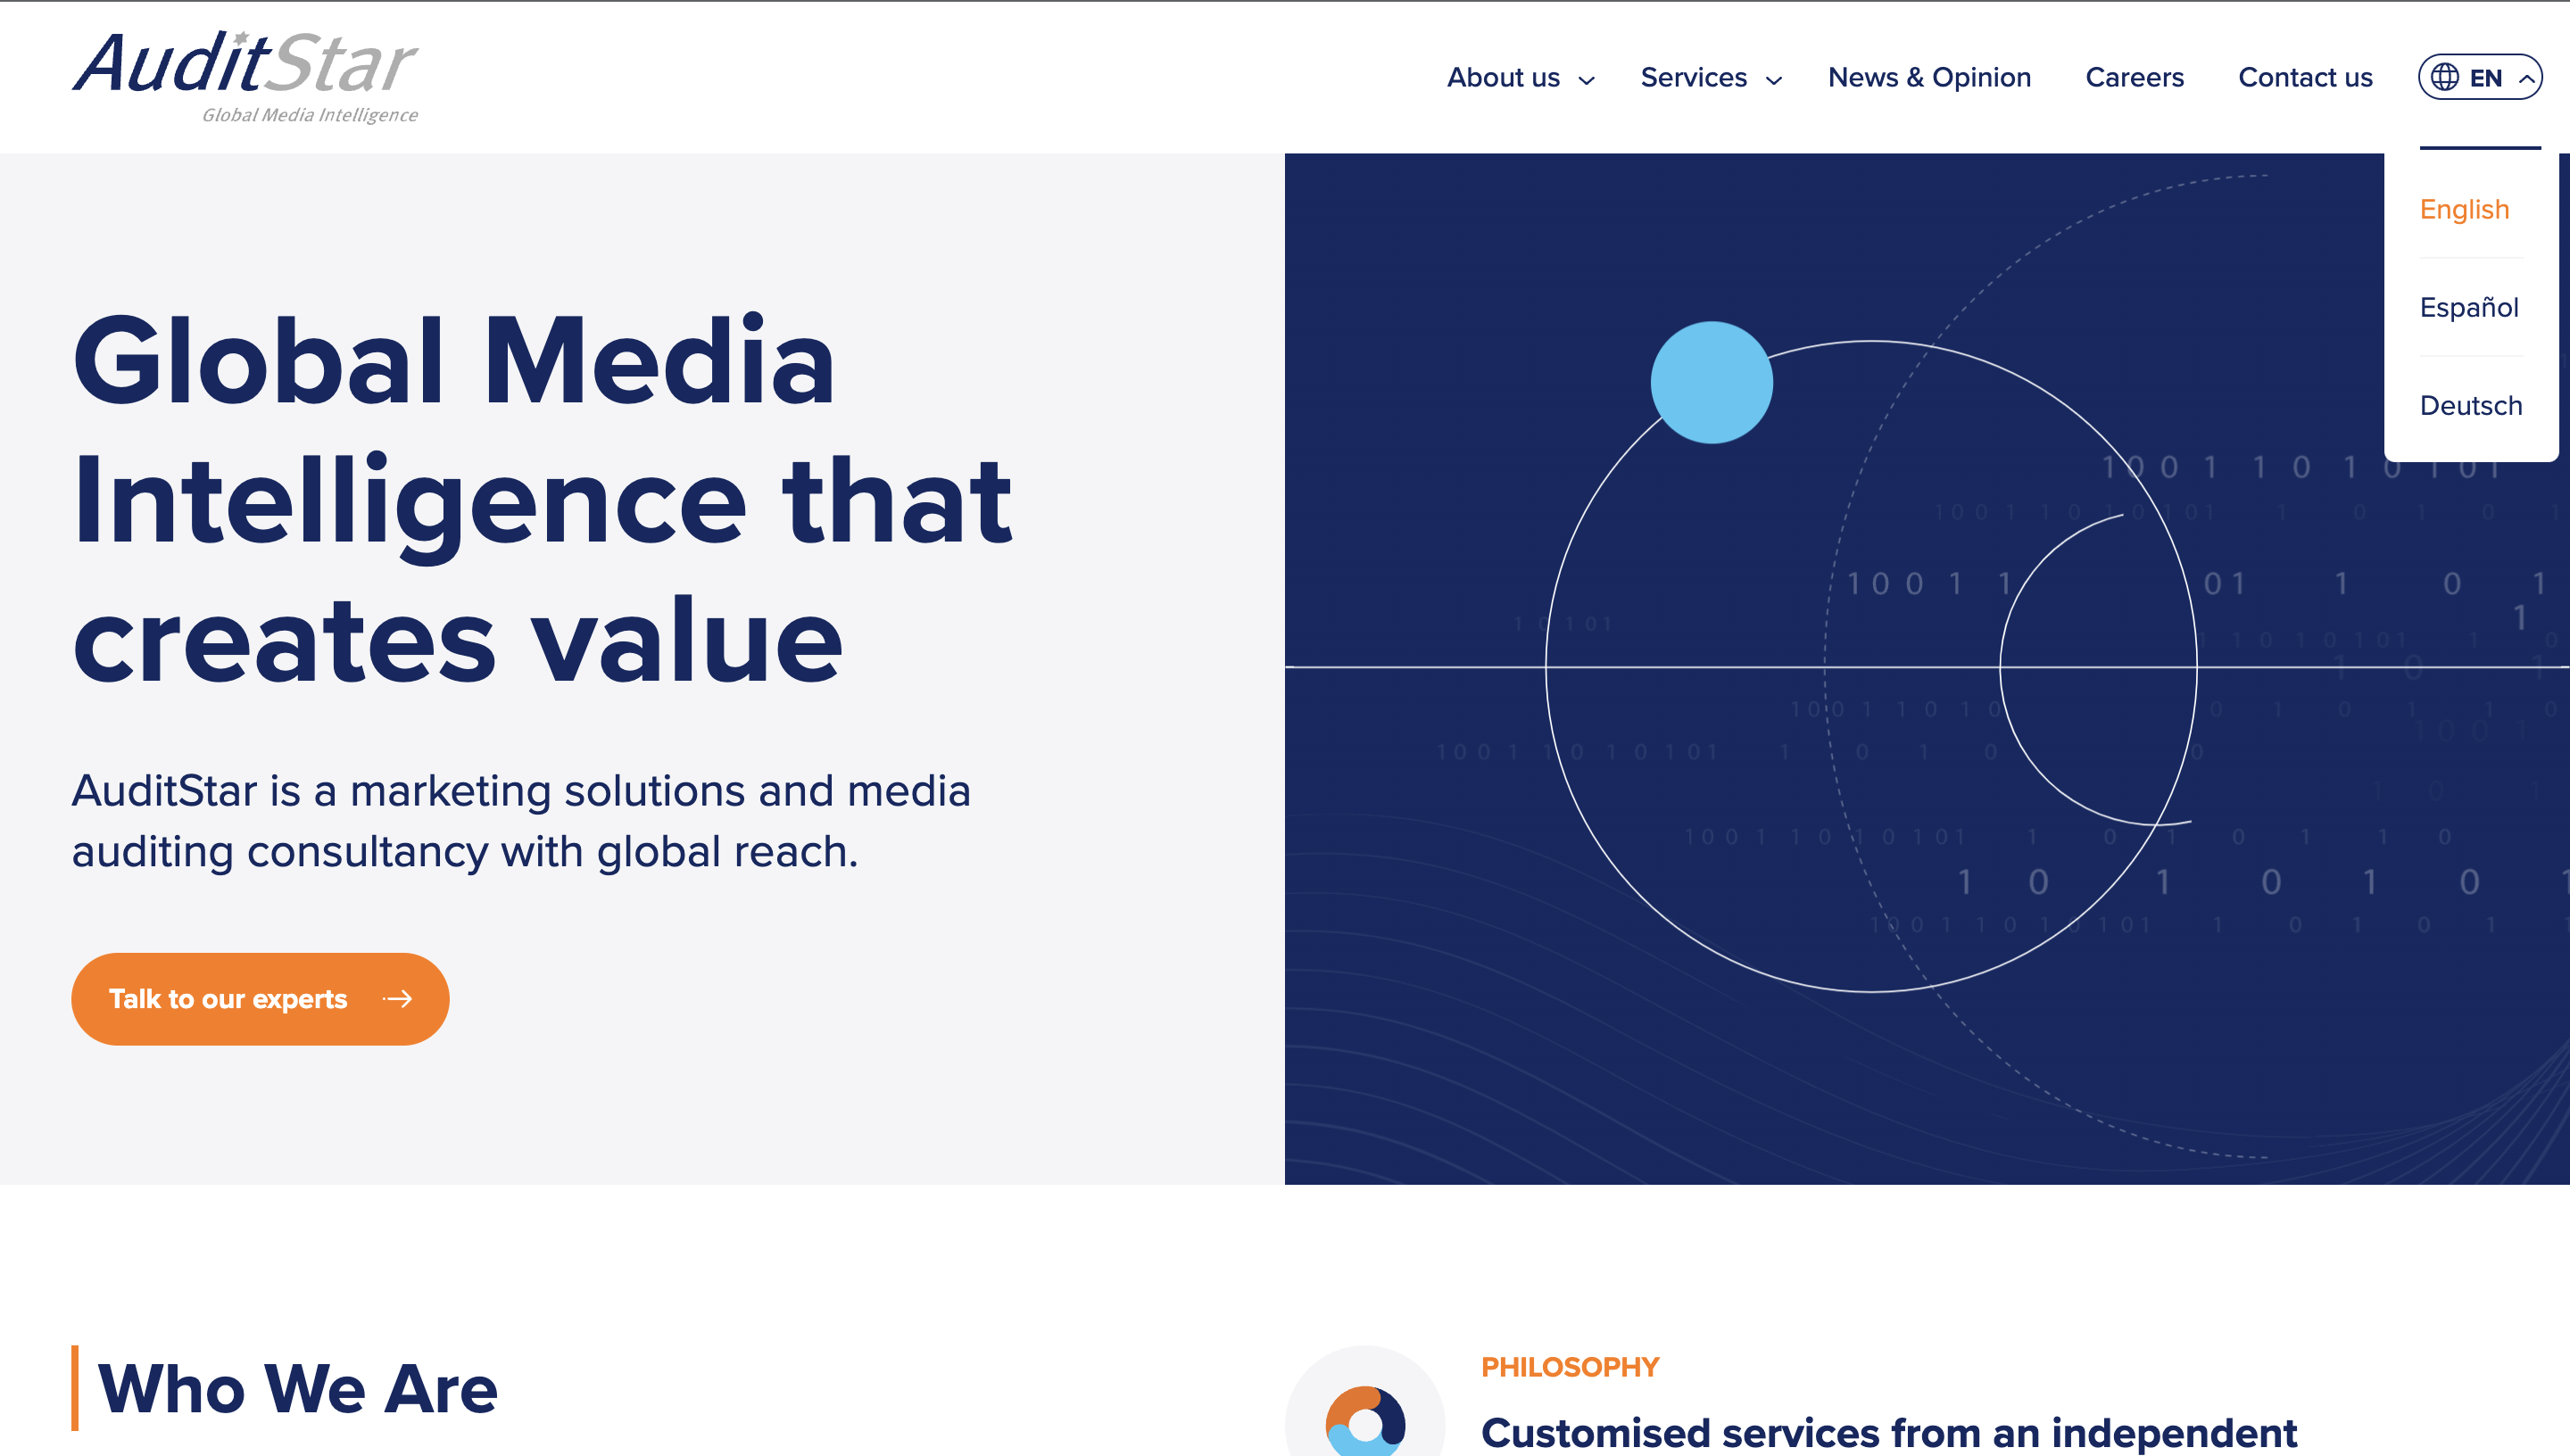 AuditStar
Global Media Intelligence
About us
Services
News & Opinion
Careers
Contact us
EN
English
Español
Deutsch
Global Media
Intelligence that
creates value
AuditStar is a marketing solutions and media
auditing consultancy with global reach.
Talk to our experts
Who We Are
PHILOSOPHY
Customised services from an independent